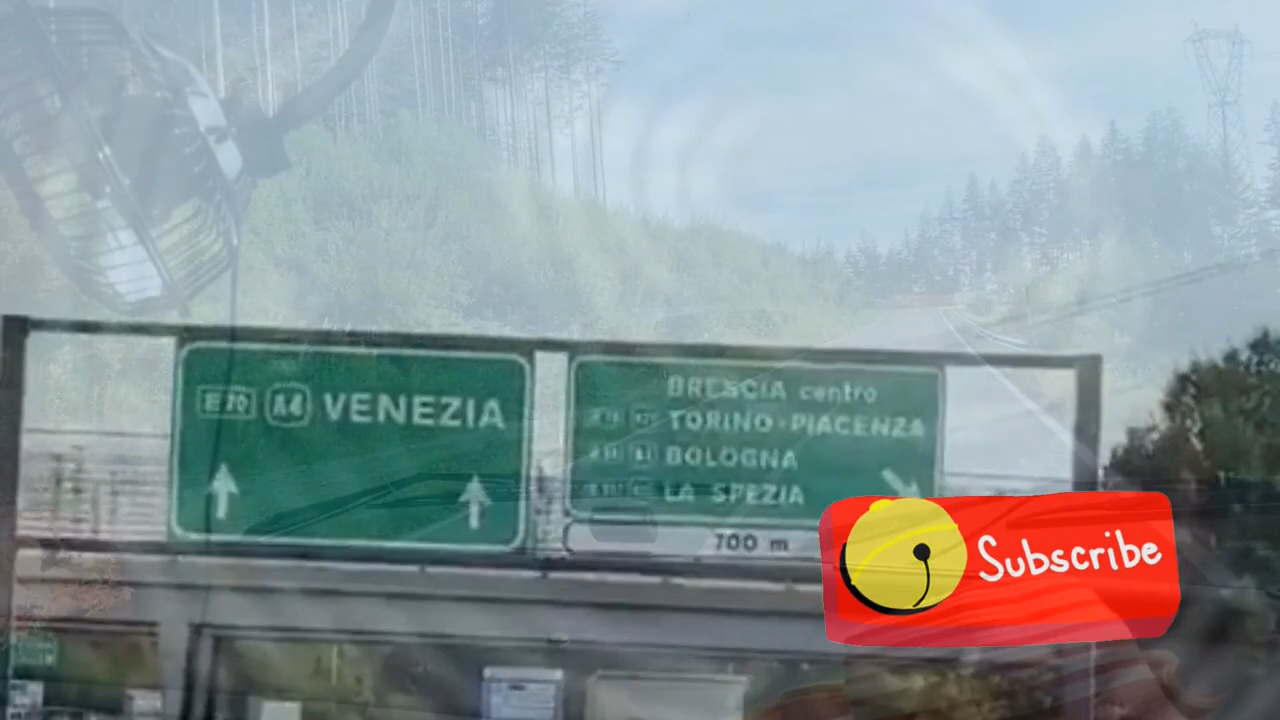 E70 A4 VENEZIA
BRESCIA centro
TORINO-PIACENZA
BOLOGNA
LA SPEZIA
700 m
Subscribe